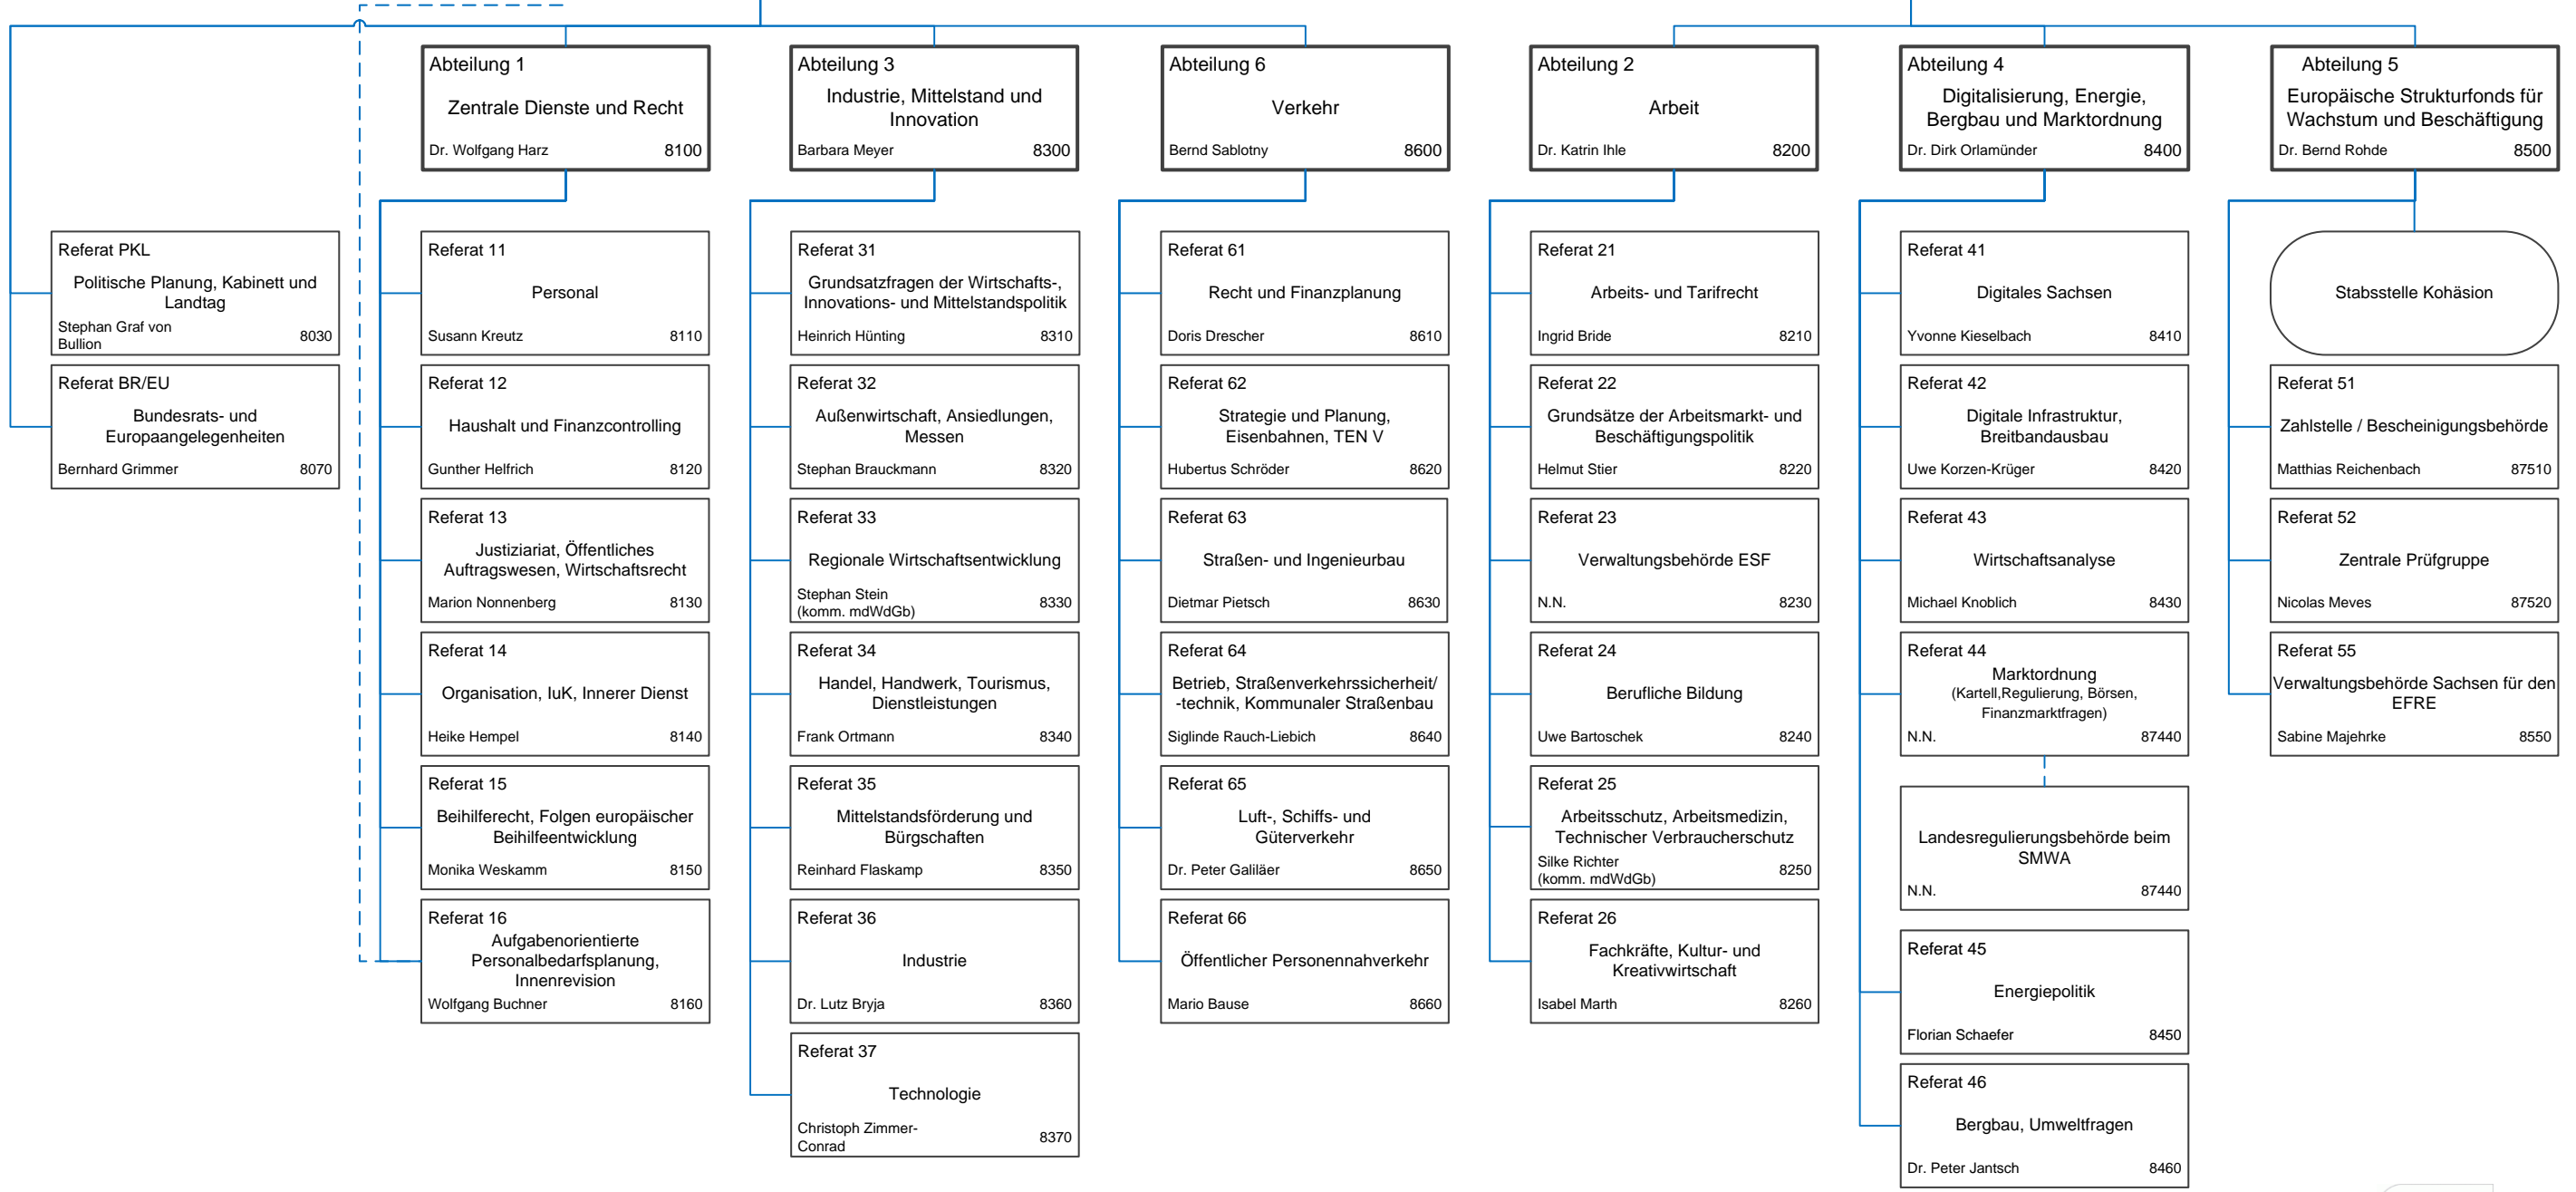 Abteilung 1
Zentrale Dienste und Recht
Dr. Wolfgang Harz 8100
Abteilung 3
Industrie, Mittelstand und
Innovation
Barbara Meyer 8300
Abteilung 6
Verkehr
Bernd Sablotny 8600
Abteilung 2
Arbeit
Dr. Katrin Ihle 8200
Abteilung 4
Digitalisierung, Energie,
Bergbau und Marktordnung
Dr. Dirk Orlamünder 8400
Abteilung 5
Europäische Strukturfonds für
Wachstum und Beschäftigung
Dr. Bernd Rohde 8500
Referat PKL
Politische Planung, Kabinett und
Landtag
Stephan Graf von
Bullion 8030
Referat BR/EU
Bundesrats- und
Europaangelegenheiten
Bernhard Grimmer 8070
Referat 11
Personal
Susann Kreutz 8110
Referat 12
Haushalt und Finanzcontrolling
Gunther Helfrich 8120
Referat 13
Justiziariat, Öffentliches
Auftragswesen, Wirtschaftsrecht
Marion Nonnenberg 8130
Referat 14
Organisation, IuK, Innerer Dienst
Heike Hempel 8140
Referat 15
Beihilferecht, Folgen europäischer
Beihilfeentwicklung
Monika Weskamm 8150
Referat 16
Aufgabenorientierte
Personalbedarfsplanung,
Innenrevision
Wolfgang Buchner 8160
Referat 31
Grundsatzfragen der Wirtschafts-,
Innovations- und Mittelstandspolitik
Heinrich Hünting 8310
Referat 32
Außenwirtschaft, Ansiedlungen,
Messen
Stephan Brauckmann 8320
Referat 33
Regionale Wirtschaftsentwicklung
Stephan Stein
(komm. mdWdGb) 8330
Referat 34
Handel, Handwerk, Tourismus,
Dienstleistungen
Frank Ortmann 8340
Referat 35
Mittelstandsförderung und
Bürgschaften
Reinhard Flaskamp 8350
Referat 36
Industrie
Dr. Lutz Bryja 8360
Referat 37
Technologie
Christoph Zimmer-
Conrad 8370
Referat 61
Recht und Finanzplanung
Doris Drescher 8610
Referat 62
Strategie und Planung,
Eisenbahnen, TEN V
Hubertus Schröder 8620
Referat 63
Straßen- und Ingenieurbau
Dietmar Pietsch 8630
Referat 64
Betrieb, Straßenverkehrssicherheit/
-technik, Kommunaler Straßenbau
Siglinde Rauch-Liebich 8640
Referat 65
Luft-, Schiffs- und
Güterverkehr
Dr. Peter Galiläer 8650
Referat 66
Öffentlicher Personennahverkehr
Mario Bause 8660
Referat 21
Arbeits- und Tarifrecht
Ingrid Bride 8210
Referat 22
Grundsätze der Arbeitsmarkt- und
Beschäftigungspolitik
Helmut Stier 8220
Referat 23
Verwaltungsbehörde ESF
N.N. 8230
Referat 24
Berufliche Bildung
Uwe Bartoschek 8240
Referat 25
Arbeitsschutz, Arbeitsmedizin,
Technischer Verbraucherschutz
Silke Richter
(komm. mdWdGb) 8250
Referat 26
Fachkräfte, Kultur- und
Kreativwirtschaft
Isabel Marth 8260
Referat 41
Digitales Sachsen
Yvonne Kieselbach 8410
Referat 42
Digitale Infrastruktur,
Breitbandausbau
Uwe Korzen-Krüger 8420
Referat 43
Wirtschaftsanalyse
Michael Knoblich 8430
Referat 44
Marktordnung
(Kartell,Regulierung, Börsen,
Finanzmarktfragen)
N.N. 87440
Landesregulierungsbehörde beim
SMWA
N.N. 87440
Referat 45
Energiepolitik
Florian Schaefer 8450
Referat 46
Bergbau, Umweltfragen
Dr. Peter Jantsch 8460
Stabsstelle Kohäsion
Referat 51
Zahlstelle / Bescheinigungsbehörde
Matthias Reichenbach 87510
Referat 52
Zentrale Prüfgruppe
Nicolas Meves 87520
Referat 55
Verwaltungsbehörde Sachsen für den
EFRE
Sabine Majehrke 8550